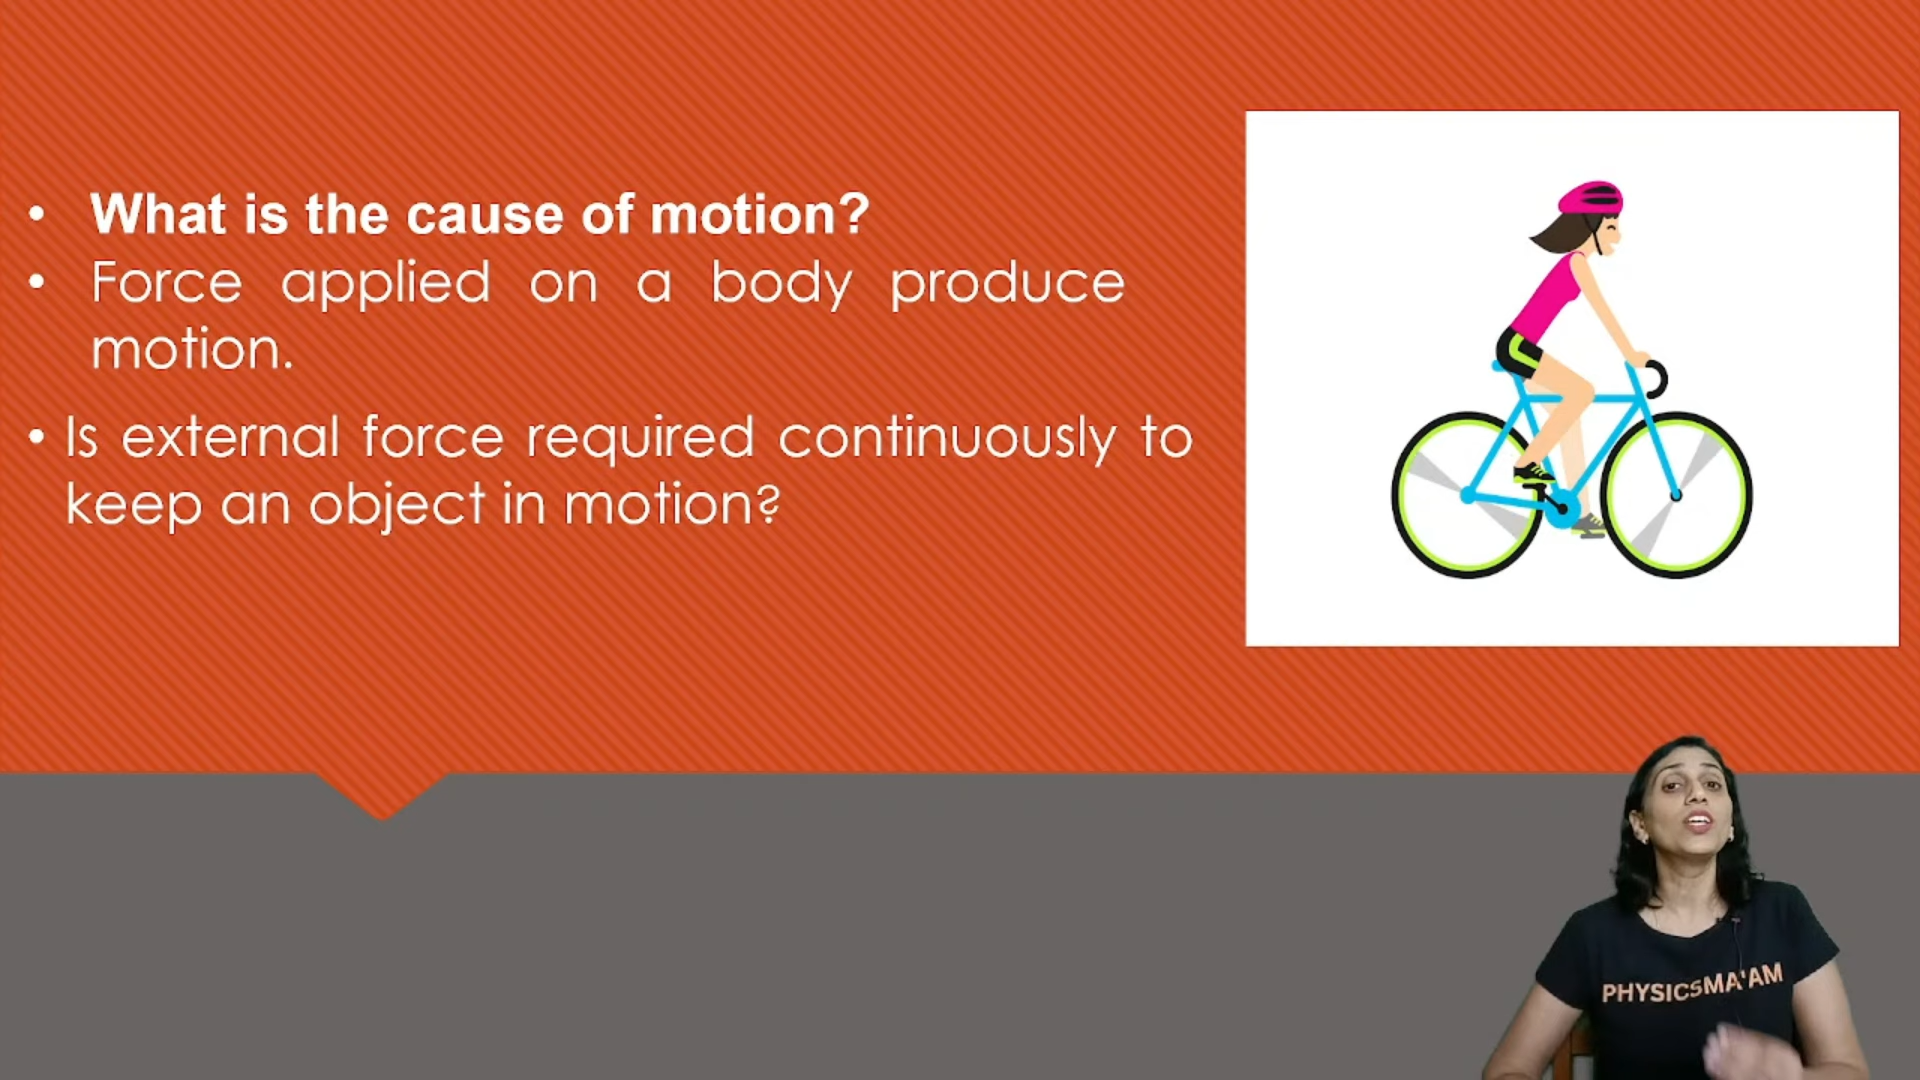 • What is the cause of motion?
• Force applied on a body produce
motion.
• Is external force required continuously to
keep an object in motion?
PHYSICSMA'AM